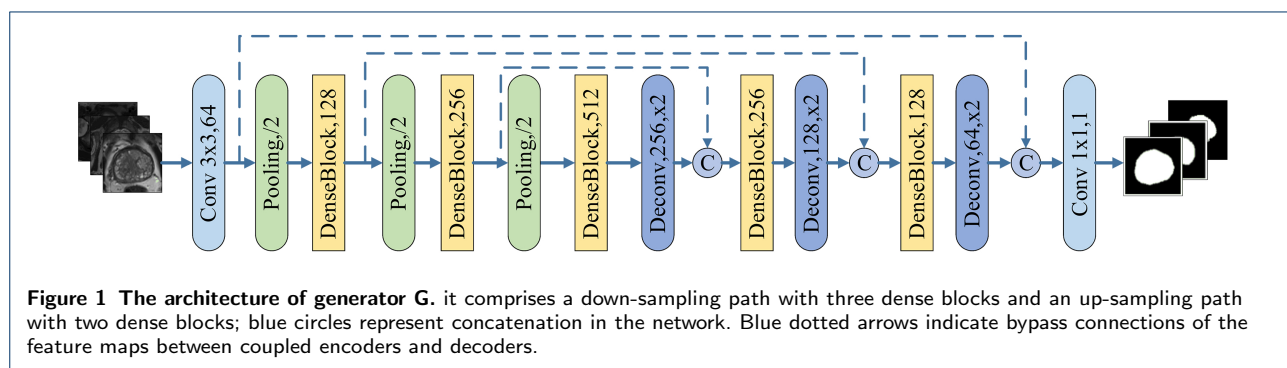 Conv 3x3,64
Pooling,/2
DenseBlock,128
Pooling,/2
DenseBlock,256
Pooling,/2
DenseBlock,512
Deconv,256,x2
C
DenseBlock,256
Deconv,128,x2
C
DenseBlock,128
Deconv,64,x2
C
Conv 1x1,1
Figure 1 The architecture of generator G. it comprises a down-sampling path with three dense blocks and an up-sampling path
with two dense blocks; blue circles represent concatenation in the network. Blue dotted arrows indicate bypass connections of the
feature maps between coupled encoders and decoders.